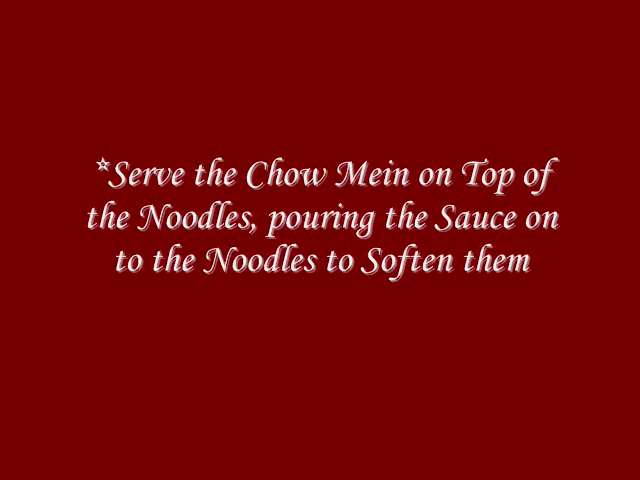 *Serve the Chow Mein on Top of
the Noodles, pouring the Sauce on
to the Noodles to Soften them